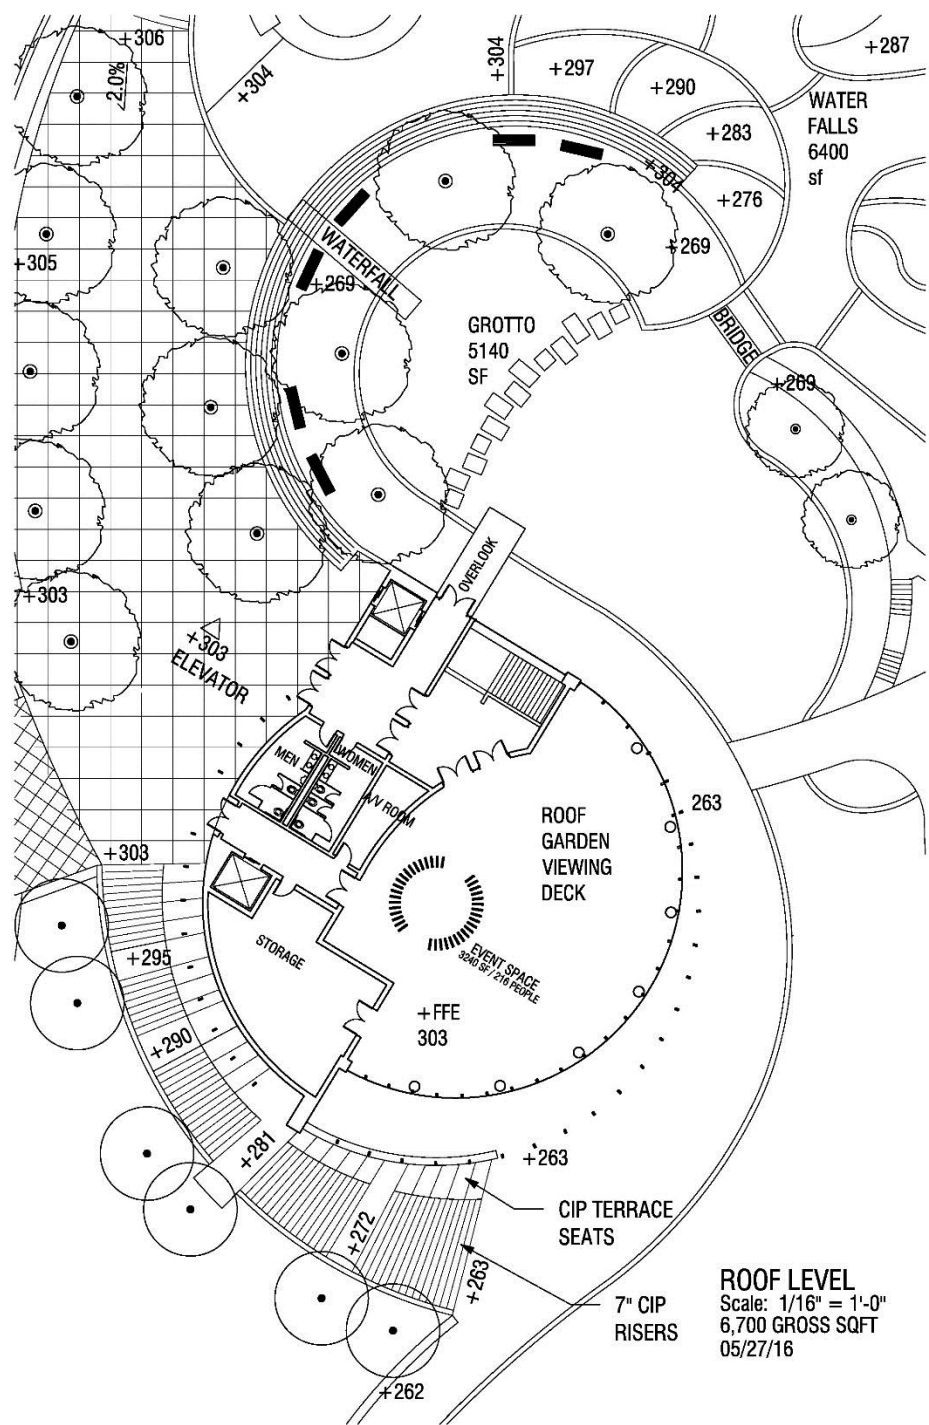 +306
2.0%
+304
+304
+297
+287
+290
WATER
FALLS
6400
sf
+283
+304
+276
WATERFALL
+269
+305
+269
GROTTO
5140
SF
BRIDGE
+269
OVERLOOK
+303
+303
ELEVATOR
MEN
WOMEN
A/V ROOM
263
ROOF
GARDEN
VIEWING
DECK
+303
STORAGE
EVENT SPACE
3240 SF / 216 PEOPLE
+295
+FFE
303
+290
+281
+263
CIP TERRACE
SEATS
+272
+263
7" CIP
RISERS
ROOF LEVEL
Scale: 1/16" = 1'-0"
6,700 GROSS SQFT
05/27/16
+262